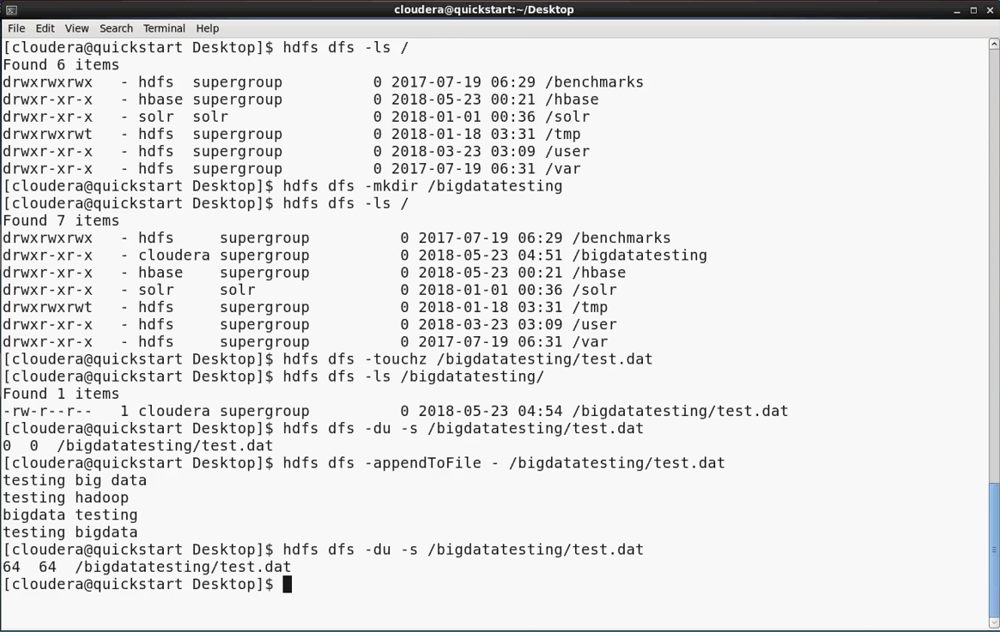 cloudera@quickstart:~/Desktop
File Edit View Search Terminal Help
[cloudera@quickstart Desktop]$ hdfs dfs -ls /
Found 6 items
drwxrwxrwx   - hdfs  supergroup          0 2017-07-19 06:29 /benchmarks
drwxr-xr-x   - hbase supergroup          0 2018-05-23 00:21 /hbase
drwxr-xr-x   - solr  solr                0 2018-01-01 00:36 /solr
drwxrwxrwt   - hdfs  supergroup          0 2018-01-18 03:31 /tmp
drwxr-xr-x   - hdfs  supergroup          0 2018-03-23 03:09 /user
drwxr-xr-x   - hdfs  supergroup          0 2017-07-19 06:31 /var
[cloudera@quickstart Desktop]$ hdfs dfs -mkdir /bigdatatesting
[cloudera@quickstart Desktop]$ hdfs dfs -ls /
Found 7 items
drwxrwxrwx   - hdfs     supergroup          0 2017-07-19 06:29 /benchmarks
drwxr-xr-x   - cloudera supergroup          0 2018-05-23 04:51 /bigdatatesting
drwxr-xr-x   - hbase    supergroup          0 2018-05-23 00:21 /hbase
drwxr-xr-x   - solr     solr                0 2018-01-01 00:36 /solr
drwxrwxrwt   - hdfs     supergroup          0 2018-01-18 03:31 /tmp
drwxr-xr-x   - hdfs     supergroup          0 2018-03-23 03:09 /user
drwxr-xr-x   - hdfs     supergroup          0 2017-07-19 06:31 /var
[cloudera@quickstart Desktop]$ hdfs dfs -touchz /bigdatatesting/test.dat
[cloudera@quickstart Desktop]$ hdfs dfs -ls /bigdatatesting/
Found 1 items
-rw-r--r--   1 cloudera supergroup          0 2018-05-23 04:54 /bigdatatesting/test.dat
[cloudera@quickstart Desktop]$ hdfs dfs -du -s /bigdatatesting/test.dat
0  0  /bigdatatesting/test.dat
[cloudera@quickstart Desktop]$ hdfs dfs -appendToFile - /bigdatatesting/test.dat
testing big data
testing hadoop
bigdata testing
testing bigdata
[cloudera@quickstart Desktop]$ hdfs dfs -du -s /bigdatatesting/test.dat
64  64  /bigdatatesting/test.dat
[cloudera@quickstart Desktop]$